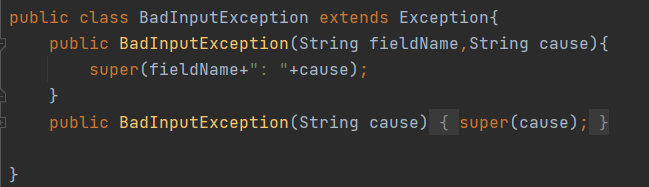 public class BadInputException extends Exception{
    public BadInputException(String fieldName,String cause){
        super(fieldName+": "+cause);
    }
    public BadInputException(String cause) { super(cause); }
}